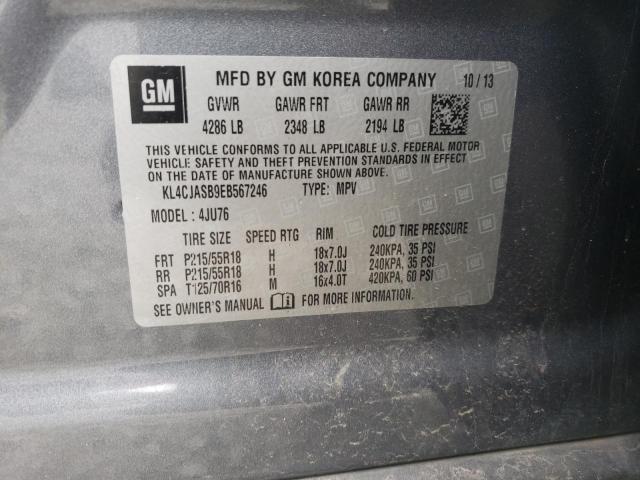 GM
MFD BY GM KOREA COMPANY 10 / 13
GVWR GAWR FRT GAWR RR
4286 LB 2348 LB 2194 LB
THIS VEHICLE CONFORMS TO ALL APPLICABLE U.S. FEDERAL MOTOR
VEHICLE SAFETY AND THEFT PREVENTION STANDARDS IN EFFECT
ON THE DATE OF MANUFACTURE SHOWN ABOVE.
KL4CJASB9EB567246 TYPE: MPV
MODEL : 4JU76
TIRE SIZE SPEED RTG RIM COLD TIRE PRESSURE
FRT P215/55R18 H 18x7.0J 240KPA, 35 PSI
RR P215/55R18 H 18x7.0J 240KPA, 35 PSI
SPA T125/70R16 M 16x4.0T 420KPA, 60 PSI
SEE OWNER'S MANUAL FOR MORE INFORMATION.